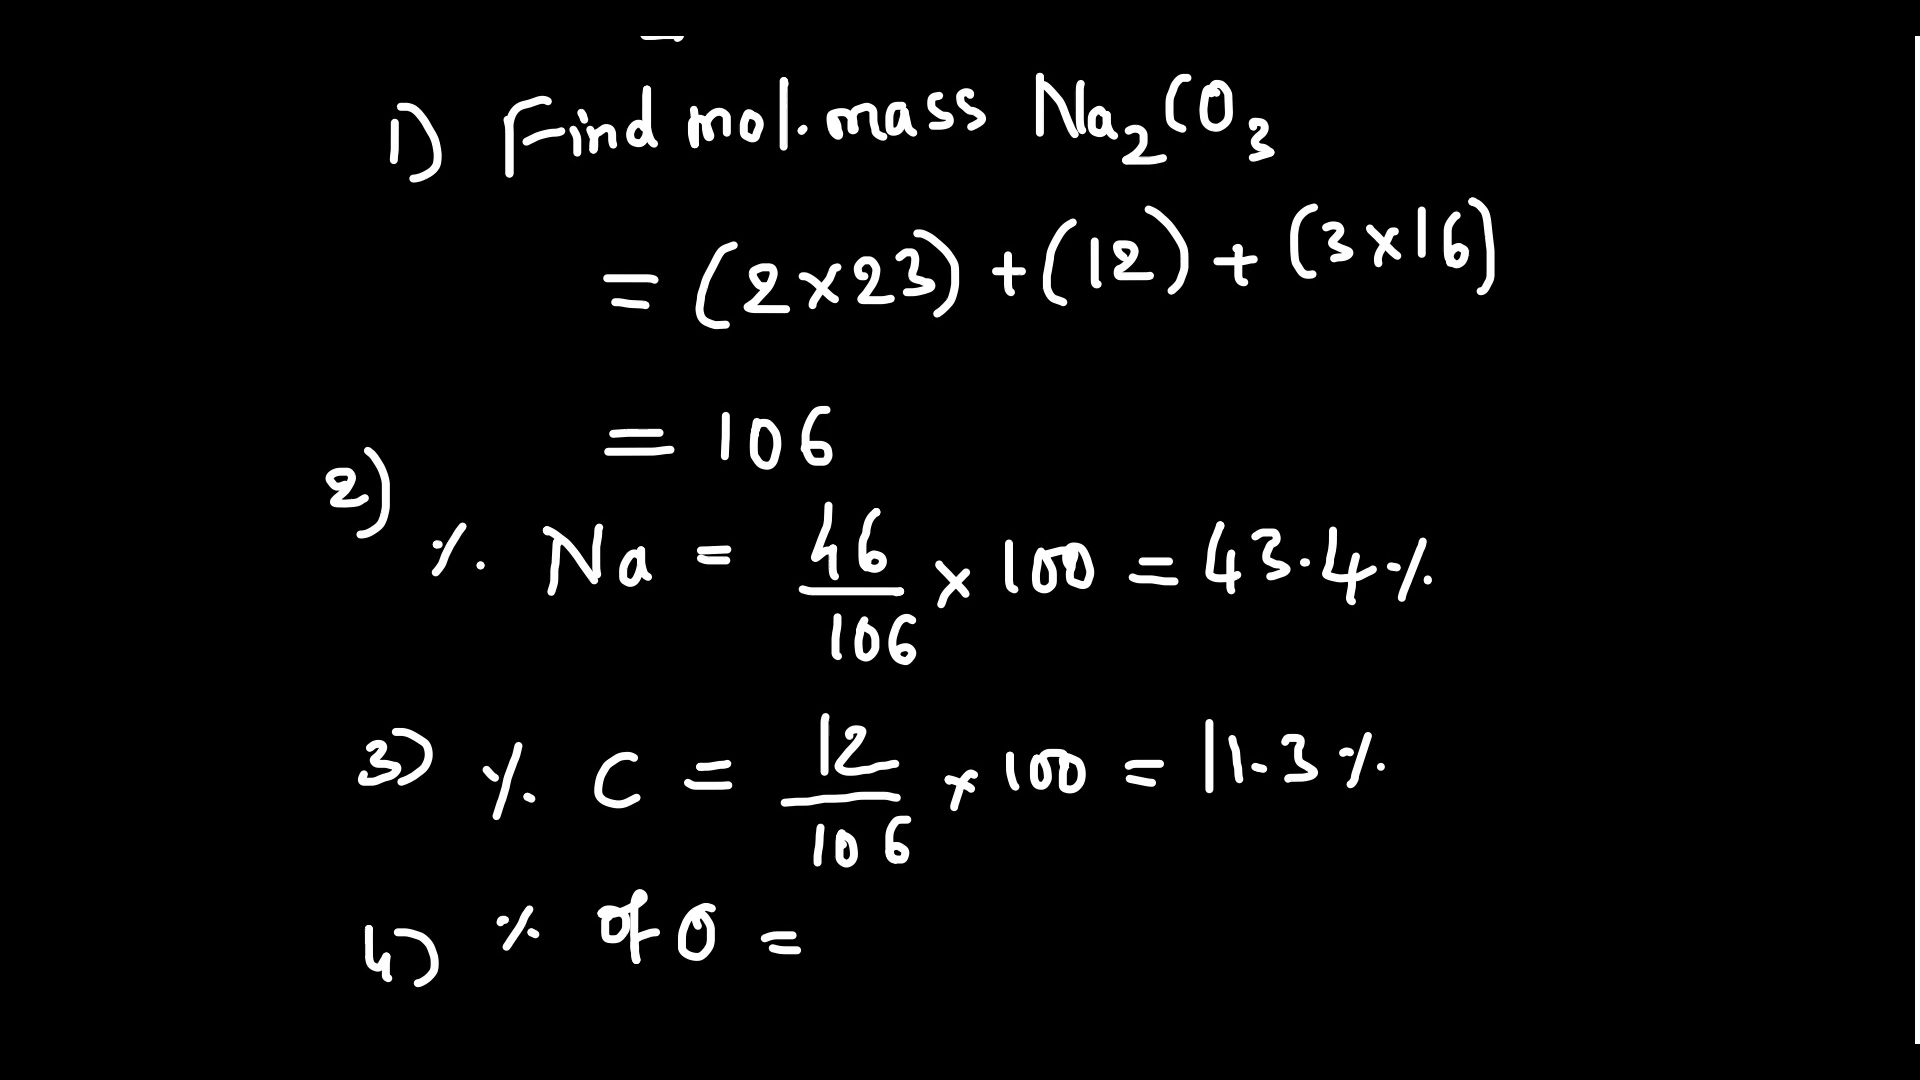 1) Find mol. mass Na₂CO₃
= (2×23) + (12) + (3×16)
= 106
2) % Na = 46/106 × 100 = 43.4 %
3) % C = 12/106 × 100 = 11.3 %
4) % of O =